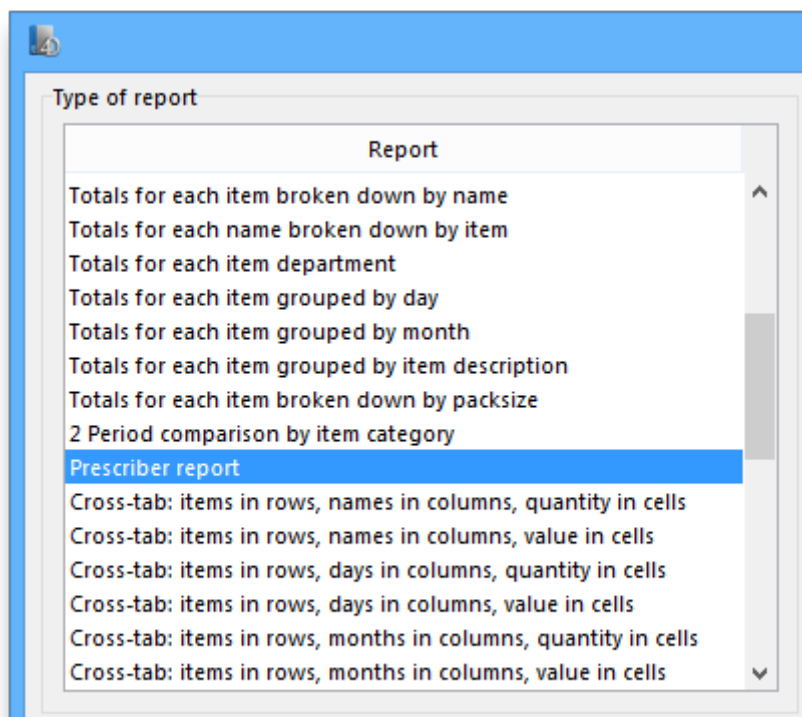 Type of report
Report
Totals for each item broken down by name
Totals for each name broken down by item
Totals for each item department
Totals for each item grouped by day
Totals for each item grouped by month
Totals for each item grouped by item description
Totals for each item broken down by packsize
2 Period comparison by item category
Prescriber report
Cross-tab: items in rows, names in columns, quantity in cells
Cross-tab: items in rows, names in columns, value in cells
Cross-tab: items in rows, days in columns, quantity in cells
Cross-tab: items in rows, days in columns, value in cells
Cross-tab: items in rows, months in columns, quantity in cells
Cross-tab: items in rows, months in columns, value in cells